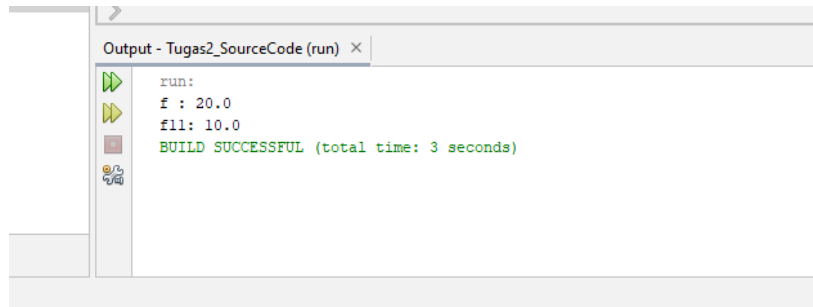 Output - Tugas2_SourceCode (run)
run:
f : 20.0
f11: 10.0
BUILD SUCCESSFUL (total time: 3 seconds)